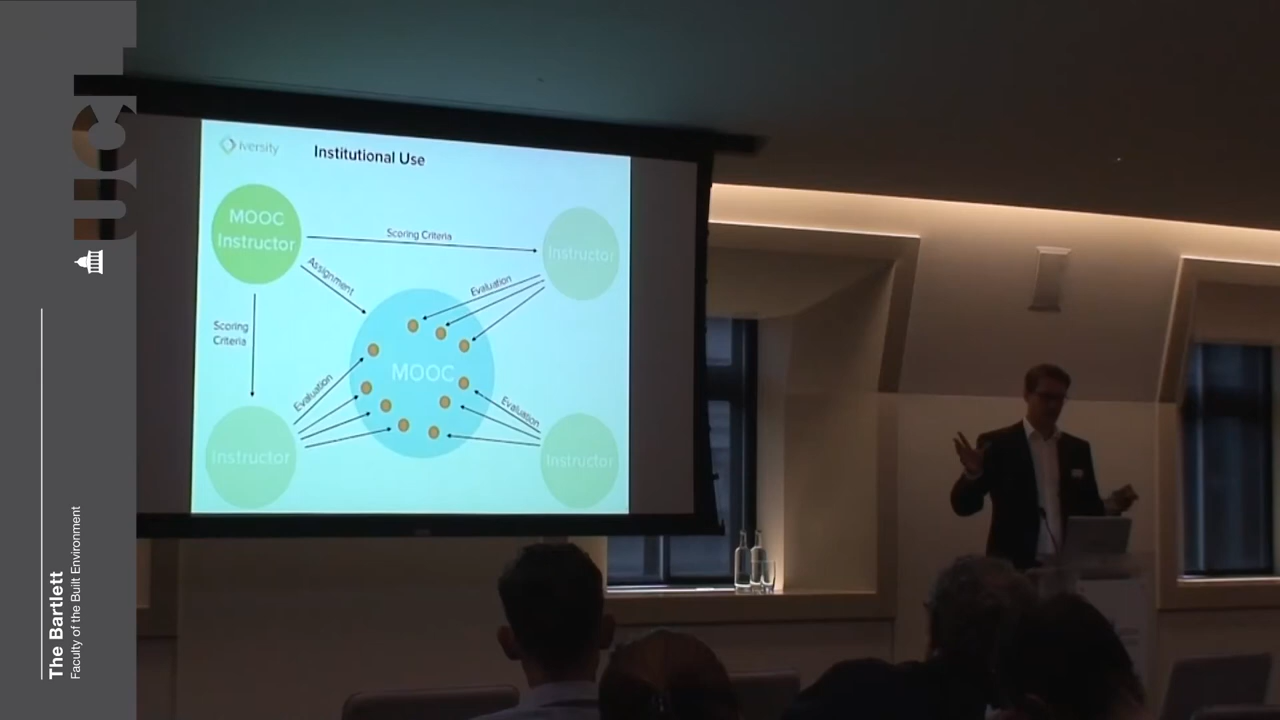 UCL
The Bartlett
Faculty of the Built Environment
iversity
Institutional Use
MOOC
Instructor
Scoring Criteria
Instructor
Assignment
Evaluation
Scoring
Criteria
MOOC
Evaluation
Evaluation
Instructor
Instructor